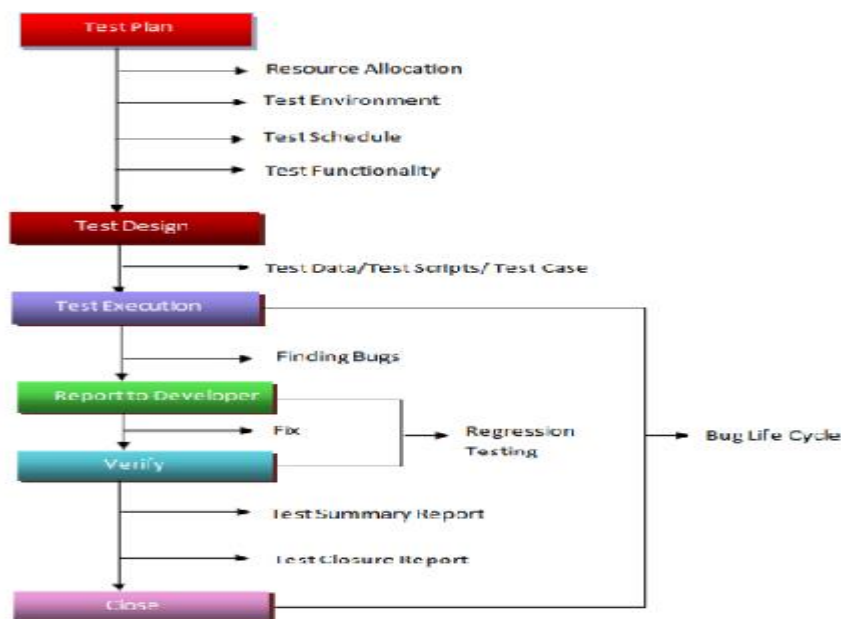 Test Plan
Resource Allocation
Test Environment
Test Schedule
Test Functionality
Test Design
Test Data/Test Scripts/ Test Case
Test Execution
Finding Bugs
Report to Developer
Fix
Regression
Testing
Bug Life Cycle
Verify
Test Summary Report
Test Closure Report
Close